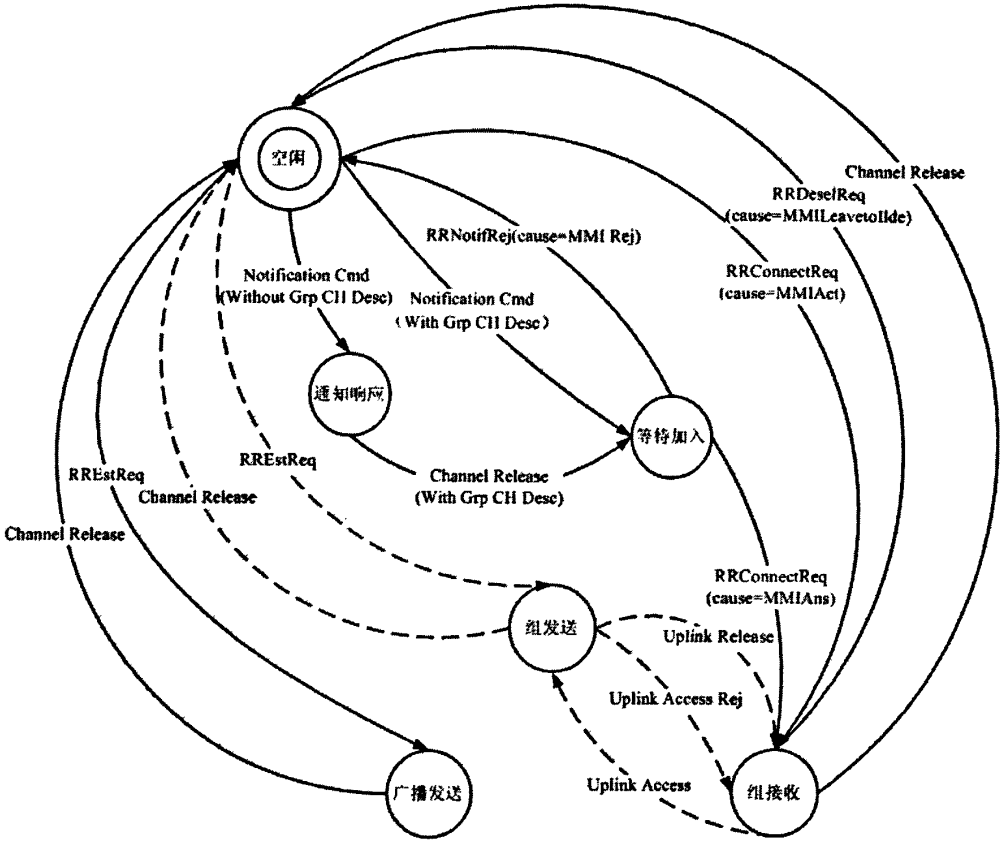 空闲
Channel Release
RRDeselReq
(cause=MMILeavetoIlde)
RRNotifRej(cause=MMI Rej)
RRConnectReq
(cause=MMIAct)
Notification Cmd
(Without Grp CH Desc)
Notification Cmd
(With Grp CH Desc)
通知响应
等待加入
RREstReq
RREstReq
Channel Release
Channel Release
(With Grp CH Desc)
Channel Release
RRConnectReq
(cause=MMIAns)
组发送
Uplink Release
Uplink Access Rej
Uplink Access
广播发送
组接收